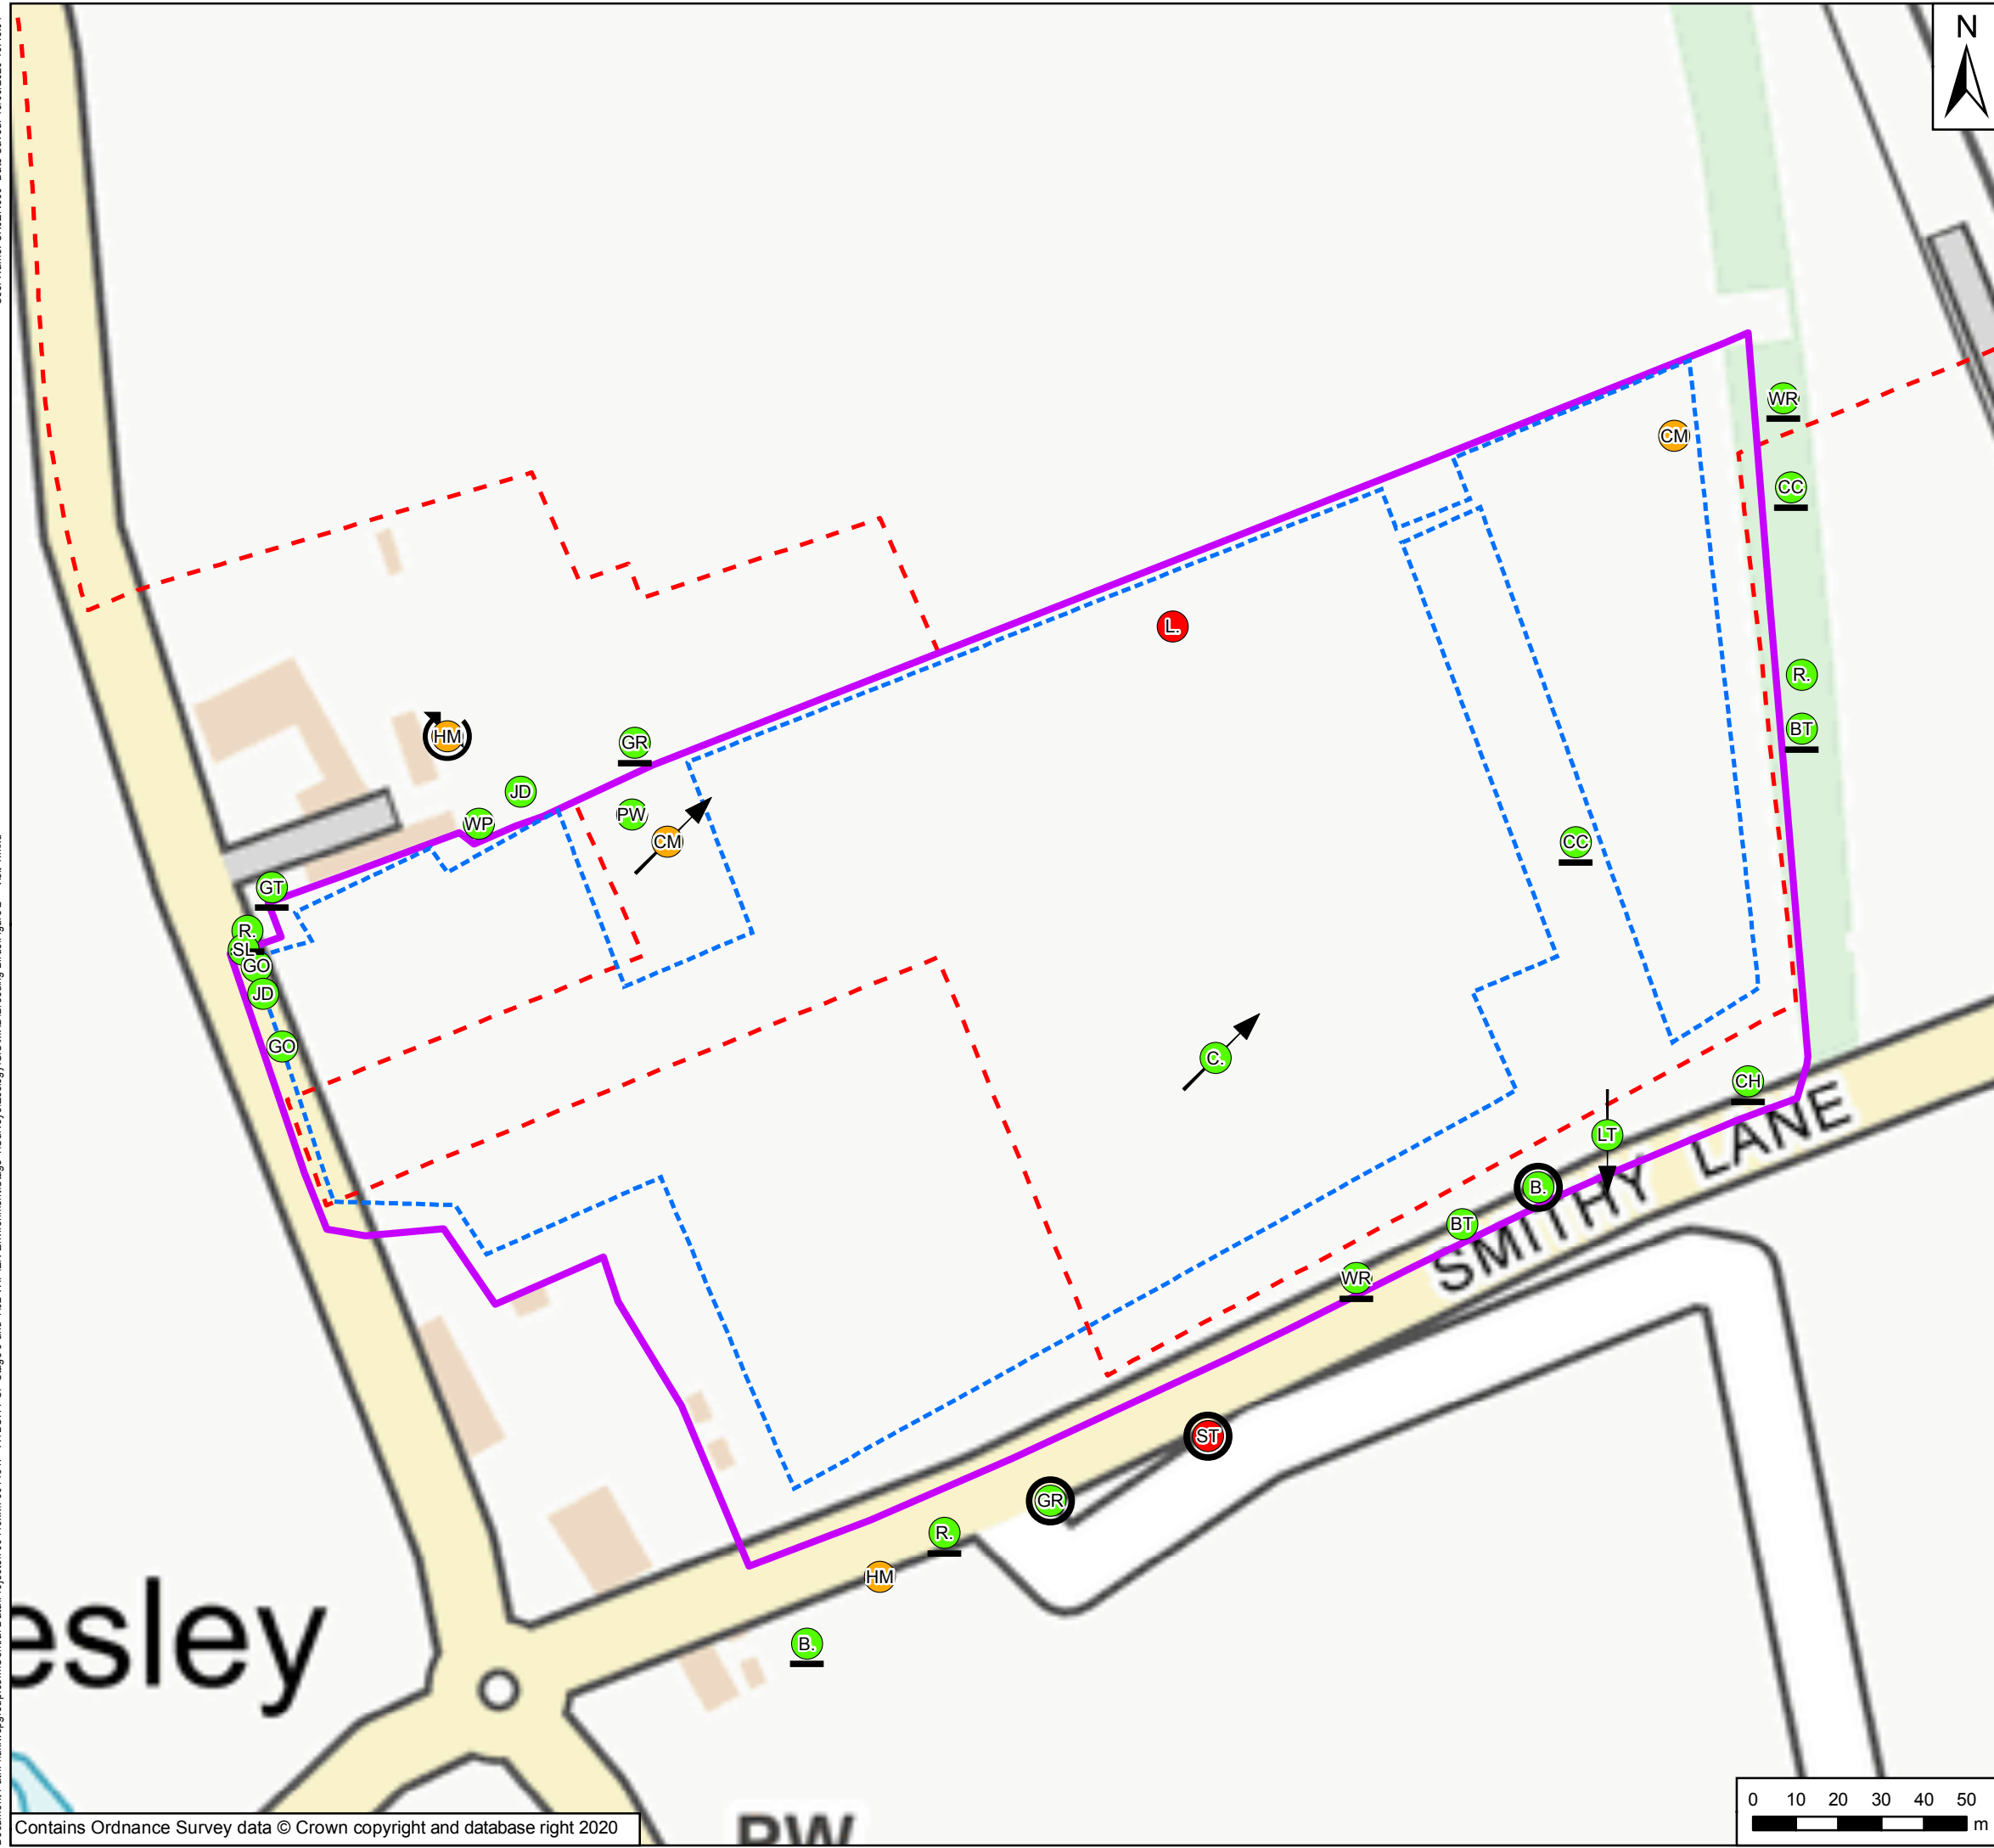 N
WR
CM
CC
L.
R.
BT
HM
GR
JD
PW
WP
CM
CC
GT
R.
SL
GO
JD
GO
C.
CH
LT
B.
BT
WR
SMITHY LANE
ST
GR
R.
HM
B.
esley
PW
0 10 20 30 40 50
m
Contains Ordnance Survey data © Crown copyright and database right 2020